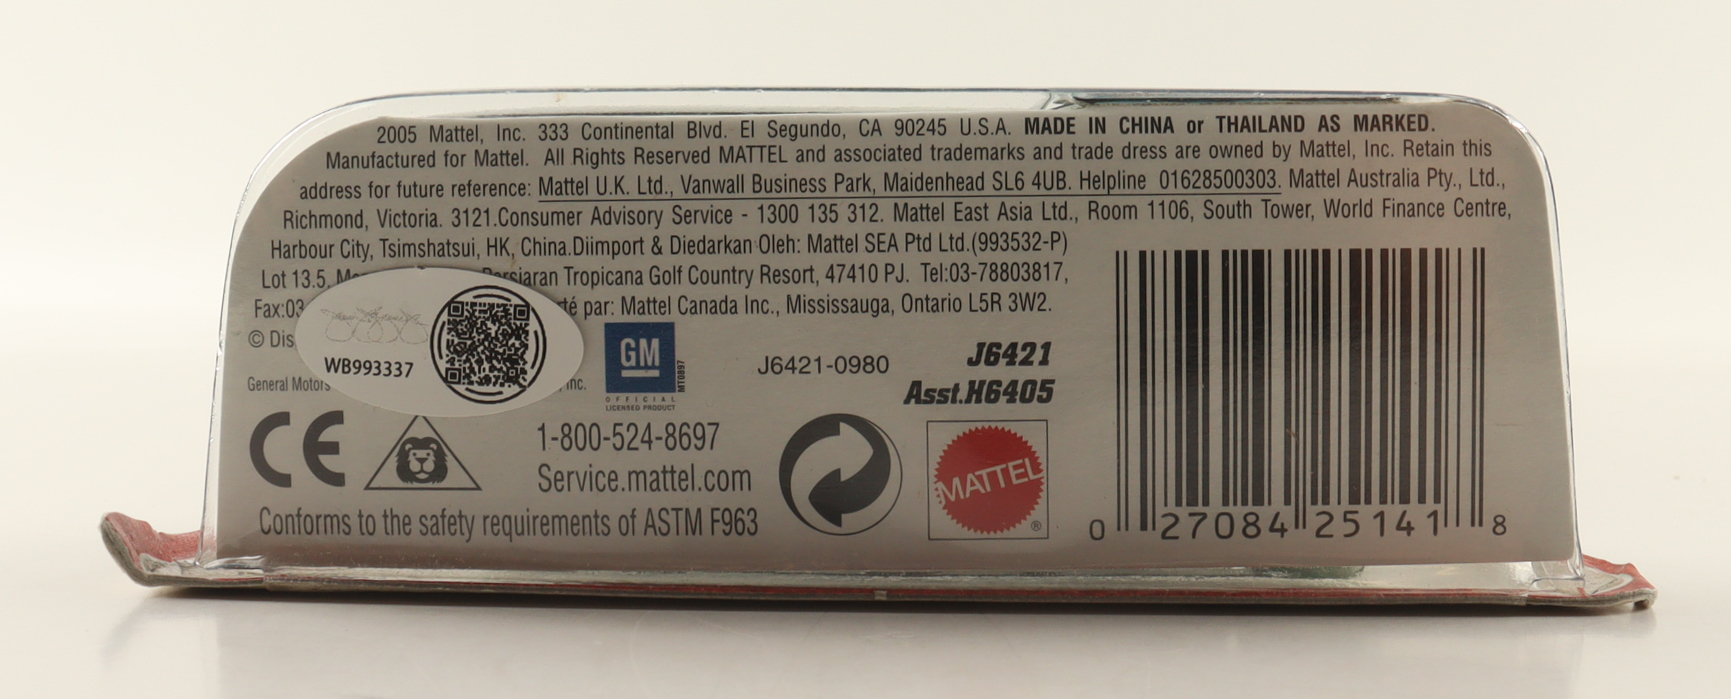 2005 Mattel, Inc. 333 Continental Blvd. El Segundo, CA 90245 U.S.A. MADE IN CHINA or THAILAND AS MARKED.
Manufactured for Mattel. All Rights Reserved MATTEL and associated trademarks and trade dress are owned by Mattel, Inc. Retain this
address for future reference: Mattel U.K. Ltd., Vanwall Business Park, Maidenhead SL6 4UB. Helpline 01628500303. Mattel Australia Pty., Ltd.,
Richmond, Victoria. 3121.Consumer Advisory Service - 1300 135 312. Mattel East Asia Ltd., Room 1106, South Tower, World Finance Centre,
Harbour City, Tsimshatsui, HK, China.Diimport & Diedarkan Oleh: Mattel SEA Ptd Ltd.(993532-P)
Lot 13.5, Persiaran Tropicana Golf Country Resort, 47410 PJ. Tel:03-78803817,
Fax:03 té par: Mattel Canada Inc., Mississauga, Ontario L5R 3W2.
© Dis
WB993337
General Motors Inc.
GM
MT0897
OFFICIAL
LICENSED PRODUCT
J6421-0980
J6421
Asst.H6405
CE
1-800-524-8697
Service.mattel.com
Conforms to the safety requirements of ASTM F963
MATTEL
®
0 27084 25141 8